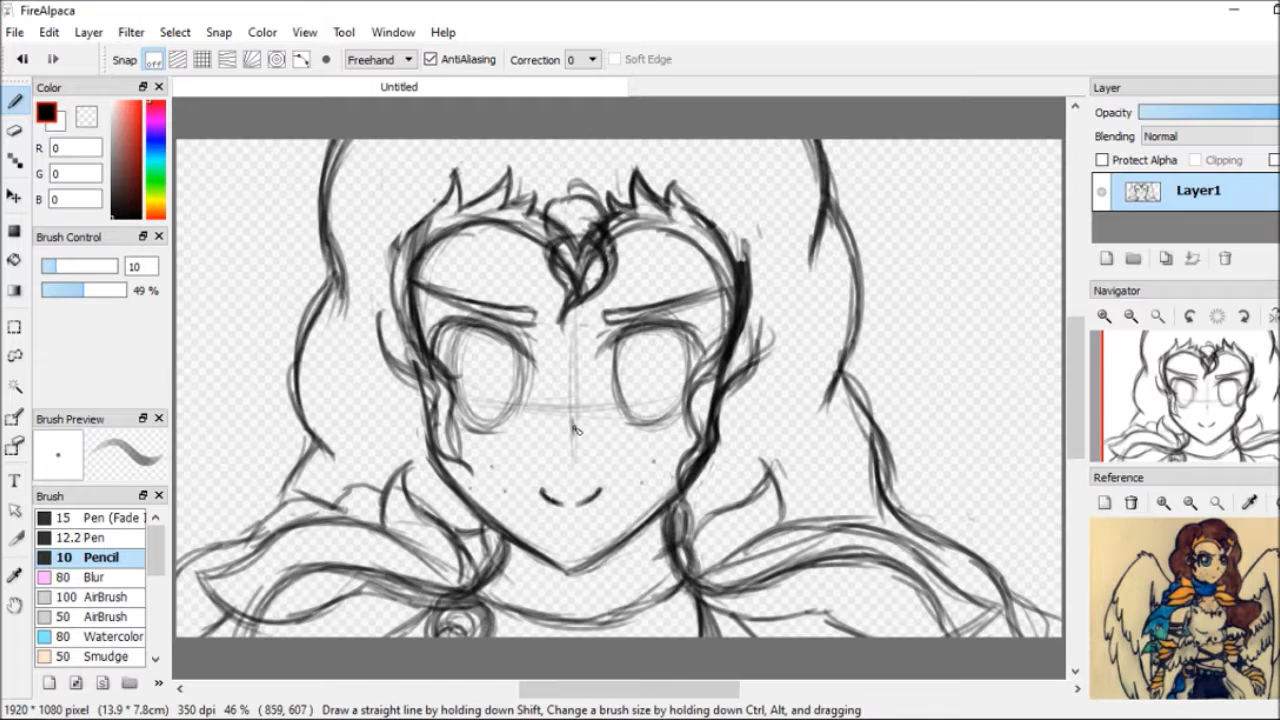 FireAlpaca
File Edit Layer Filter Select Snap Color View Tool Window Help
Snap off Freehand AntiAliasing Correction 0 Soft Edge
Untitled
Color
R 0
G 0
B 0
Brush Control
10
49 %
Brush Preview
Brush
15 Pen (Fade
12.2 Pen
10 Pencil
80 Blur
100 AirBrush
50 AirBrush
80 Watercolor
50 Smudge
T
Layer
Opacity
Blending Normal
Protect Alpha Clipping
Layer1
Navigator
Reference
1920 * 1080 pixel (13.9 * 7.8cm) 350 dpi 46 % ( 859, 607 ) Draw a straight line by holding down Shift, Change a brush size by holding down Ctrl, Alt, and dragging